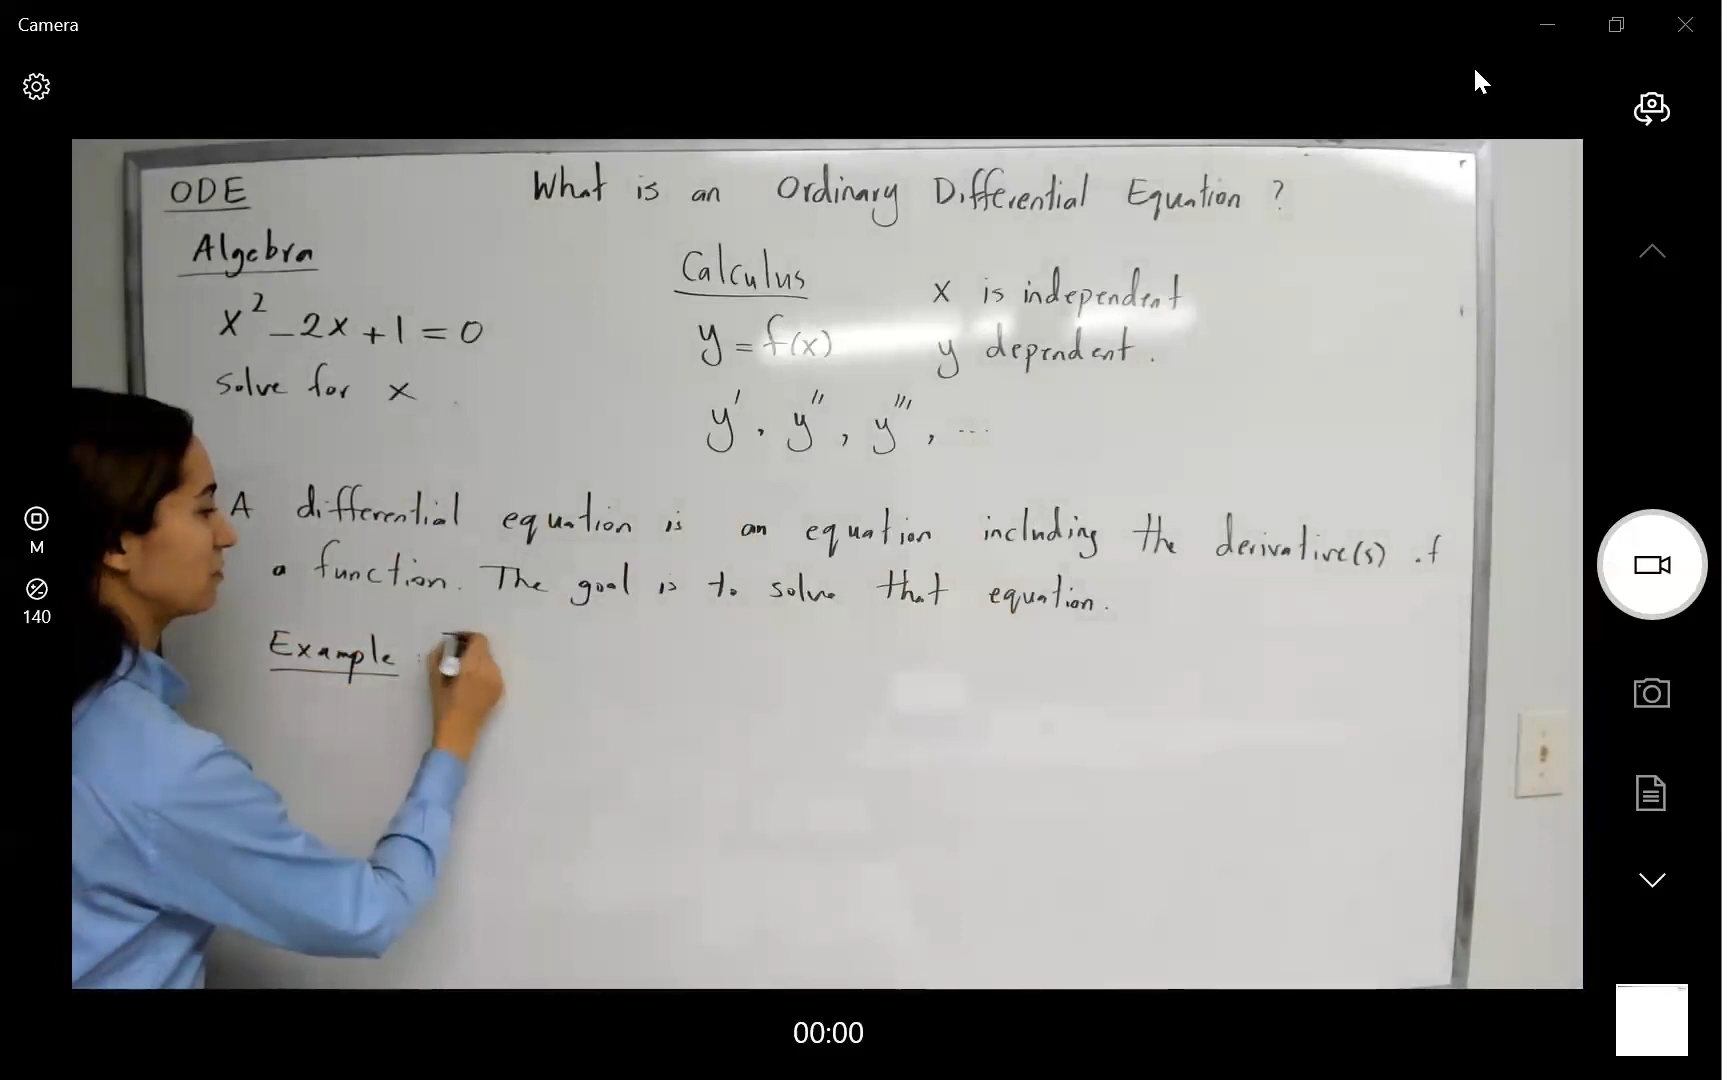 Camera
ODE
What is an Ordinary Differential Equation ?
Algebra
x² - 2x + 1 = 0
solve for x
Calculus
y = f(x)
x is independent
y dependent.
y', y'', y''', ...
A differential equation is an equation including the derivative(s) of
a function. The goal is to solve that equation.
Example :
M
140
00:00